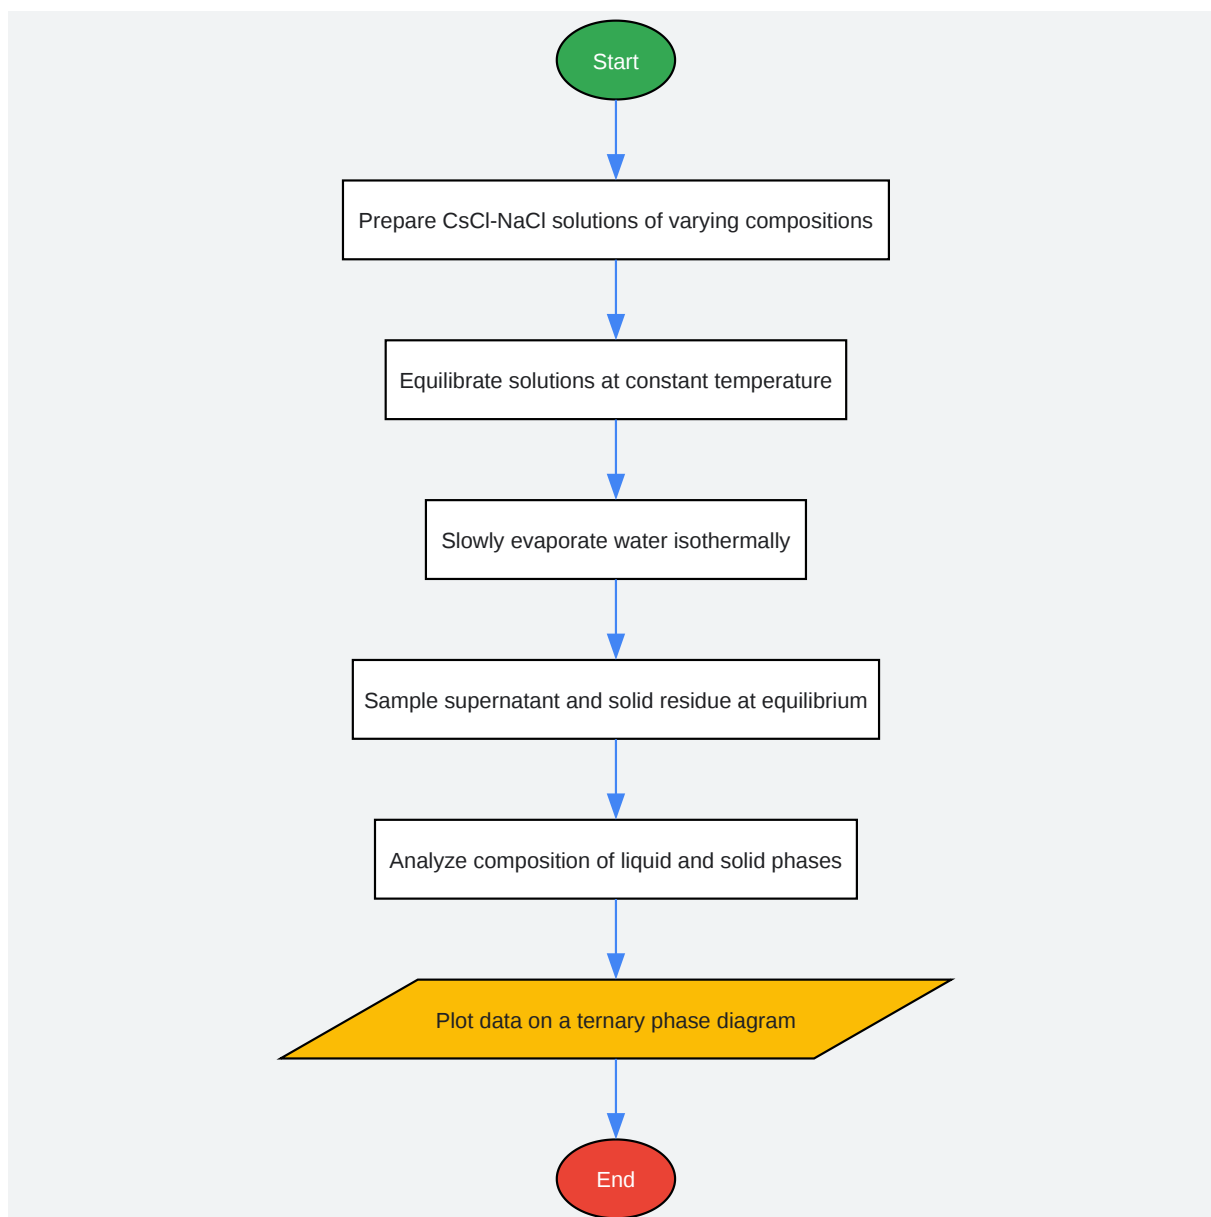 Start
Prepare CsCl-NaCl solutions of varying compositions
Equilibrate solutions at constant temperature
Slowly evaporate water isothermally
Sample supernatant and solid residue at equilibrium
Analyze composition of liquid and solid phases
Plot data on a ternary phase diagram
End